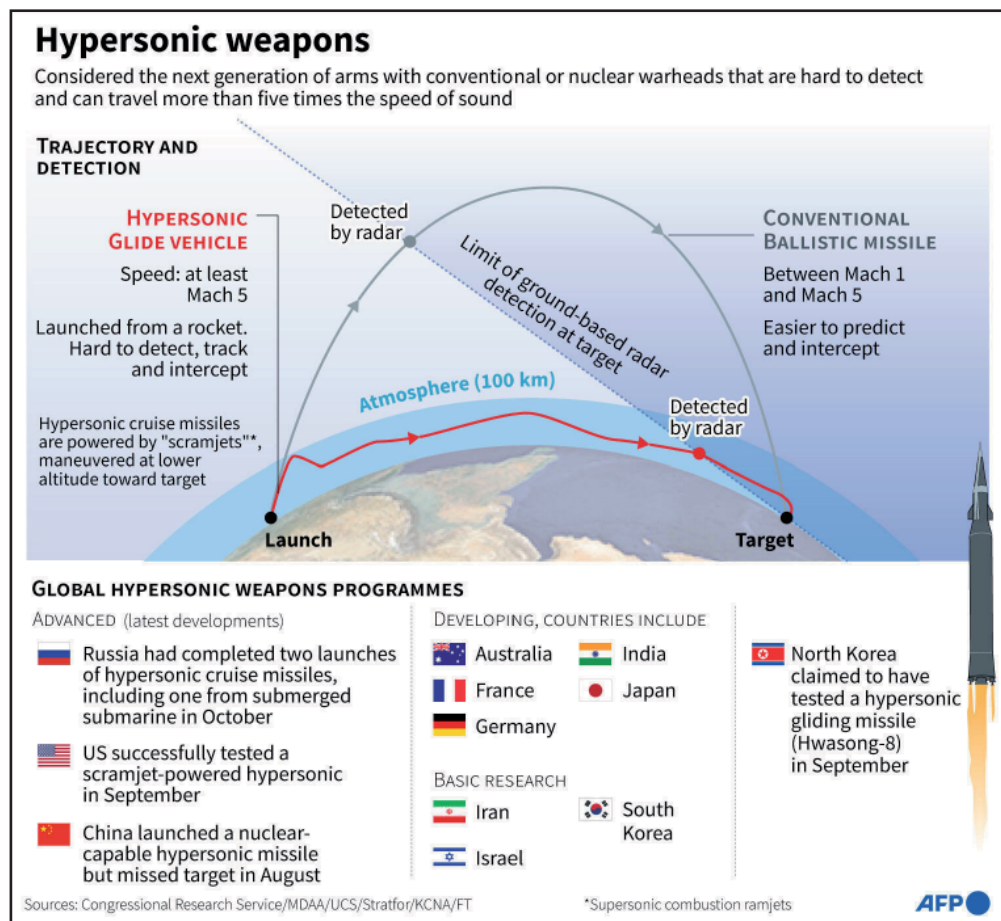 Hypersonic weapons
Considered the next generation of arms with conventional or nuclear warheads that are hard to detect
and can travel more than five times the speed of sound
TRAJECTORY AND
DETECTION
HYPERSONIC
GLIDE VEHICLE
Speed: at least
Mach 5
Launched from a rocket.
Hard to detect, track
and intercept
Hypersonic cruise missiles
are powered by "scramjets"*,
maneuvered at lower
altitude toward target
Detected
by radar
Limit of ground-based radar
detection at target
CONVENTIONAL
BALLISTIC MISSILE
Between Mach 1
and Mach 5
Easier to predict
and intercept
Atmosphere (100 km)
Detected
by radar
Launch
Target
GLOBAL HYPERSONIC WEAPONS PROGRAMMES
ADVANCED (latest developments)
Russia had completed two launches
of hypersonic cruise missiles,
including one from submerged
submarine in October
US successfully tested a
scramjet-powered hypersonic
in September
China launched a nuclear-
capable hypersonic missile
but missed target in August
DEVELOPING, COUNTRIES INCLUDE
Australia
India
France
Japan
Germany
BASIC RESEARCH
Iran
South
Korea
Israel
North Korea
claimed to have
tested a hypersonic
gliding missile
(Hwasong-8)
in September
Sources: Congressional Research Service/MDAA/UCS/Stratfor/KCNA/FT
*Supersonic combustion ramjets
AFP